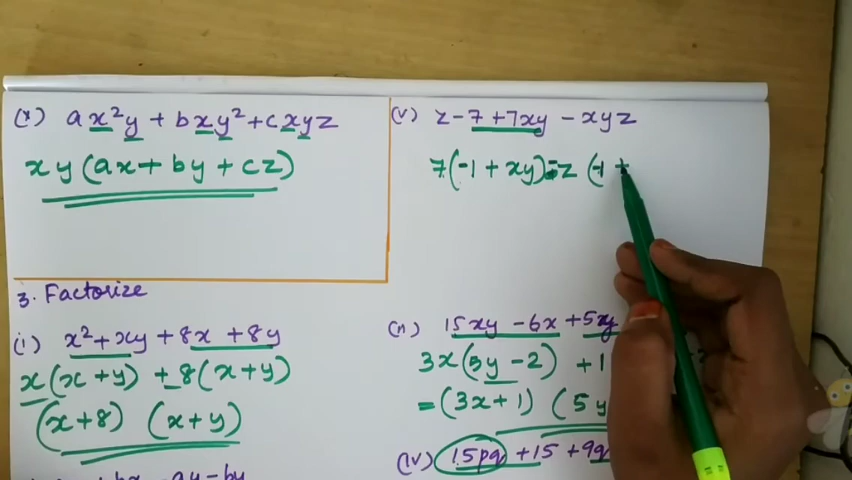 (x) ax²y + bxy² + cxyz
xy(ax + by + cz)
(v) z - 7 + 7xy - xyz
7(-1 + xy) - z (-1 +
3. Factorize
(i) x² + xy + 8x + 8y
x(x + y) + 8(x + y)
(x+8) (x+y)
(ii) 15xy - 6x + 5xy
3x(5y - 2) + 1
= (3x + 1) (5y
(iv) 15pq + 15 + 9q